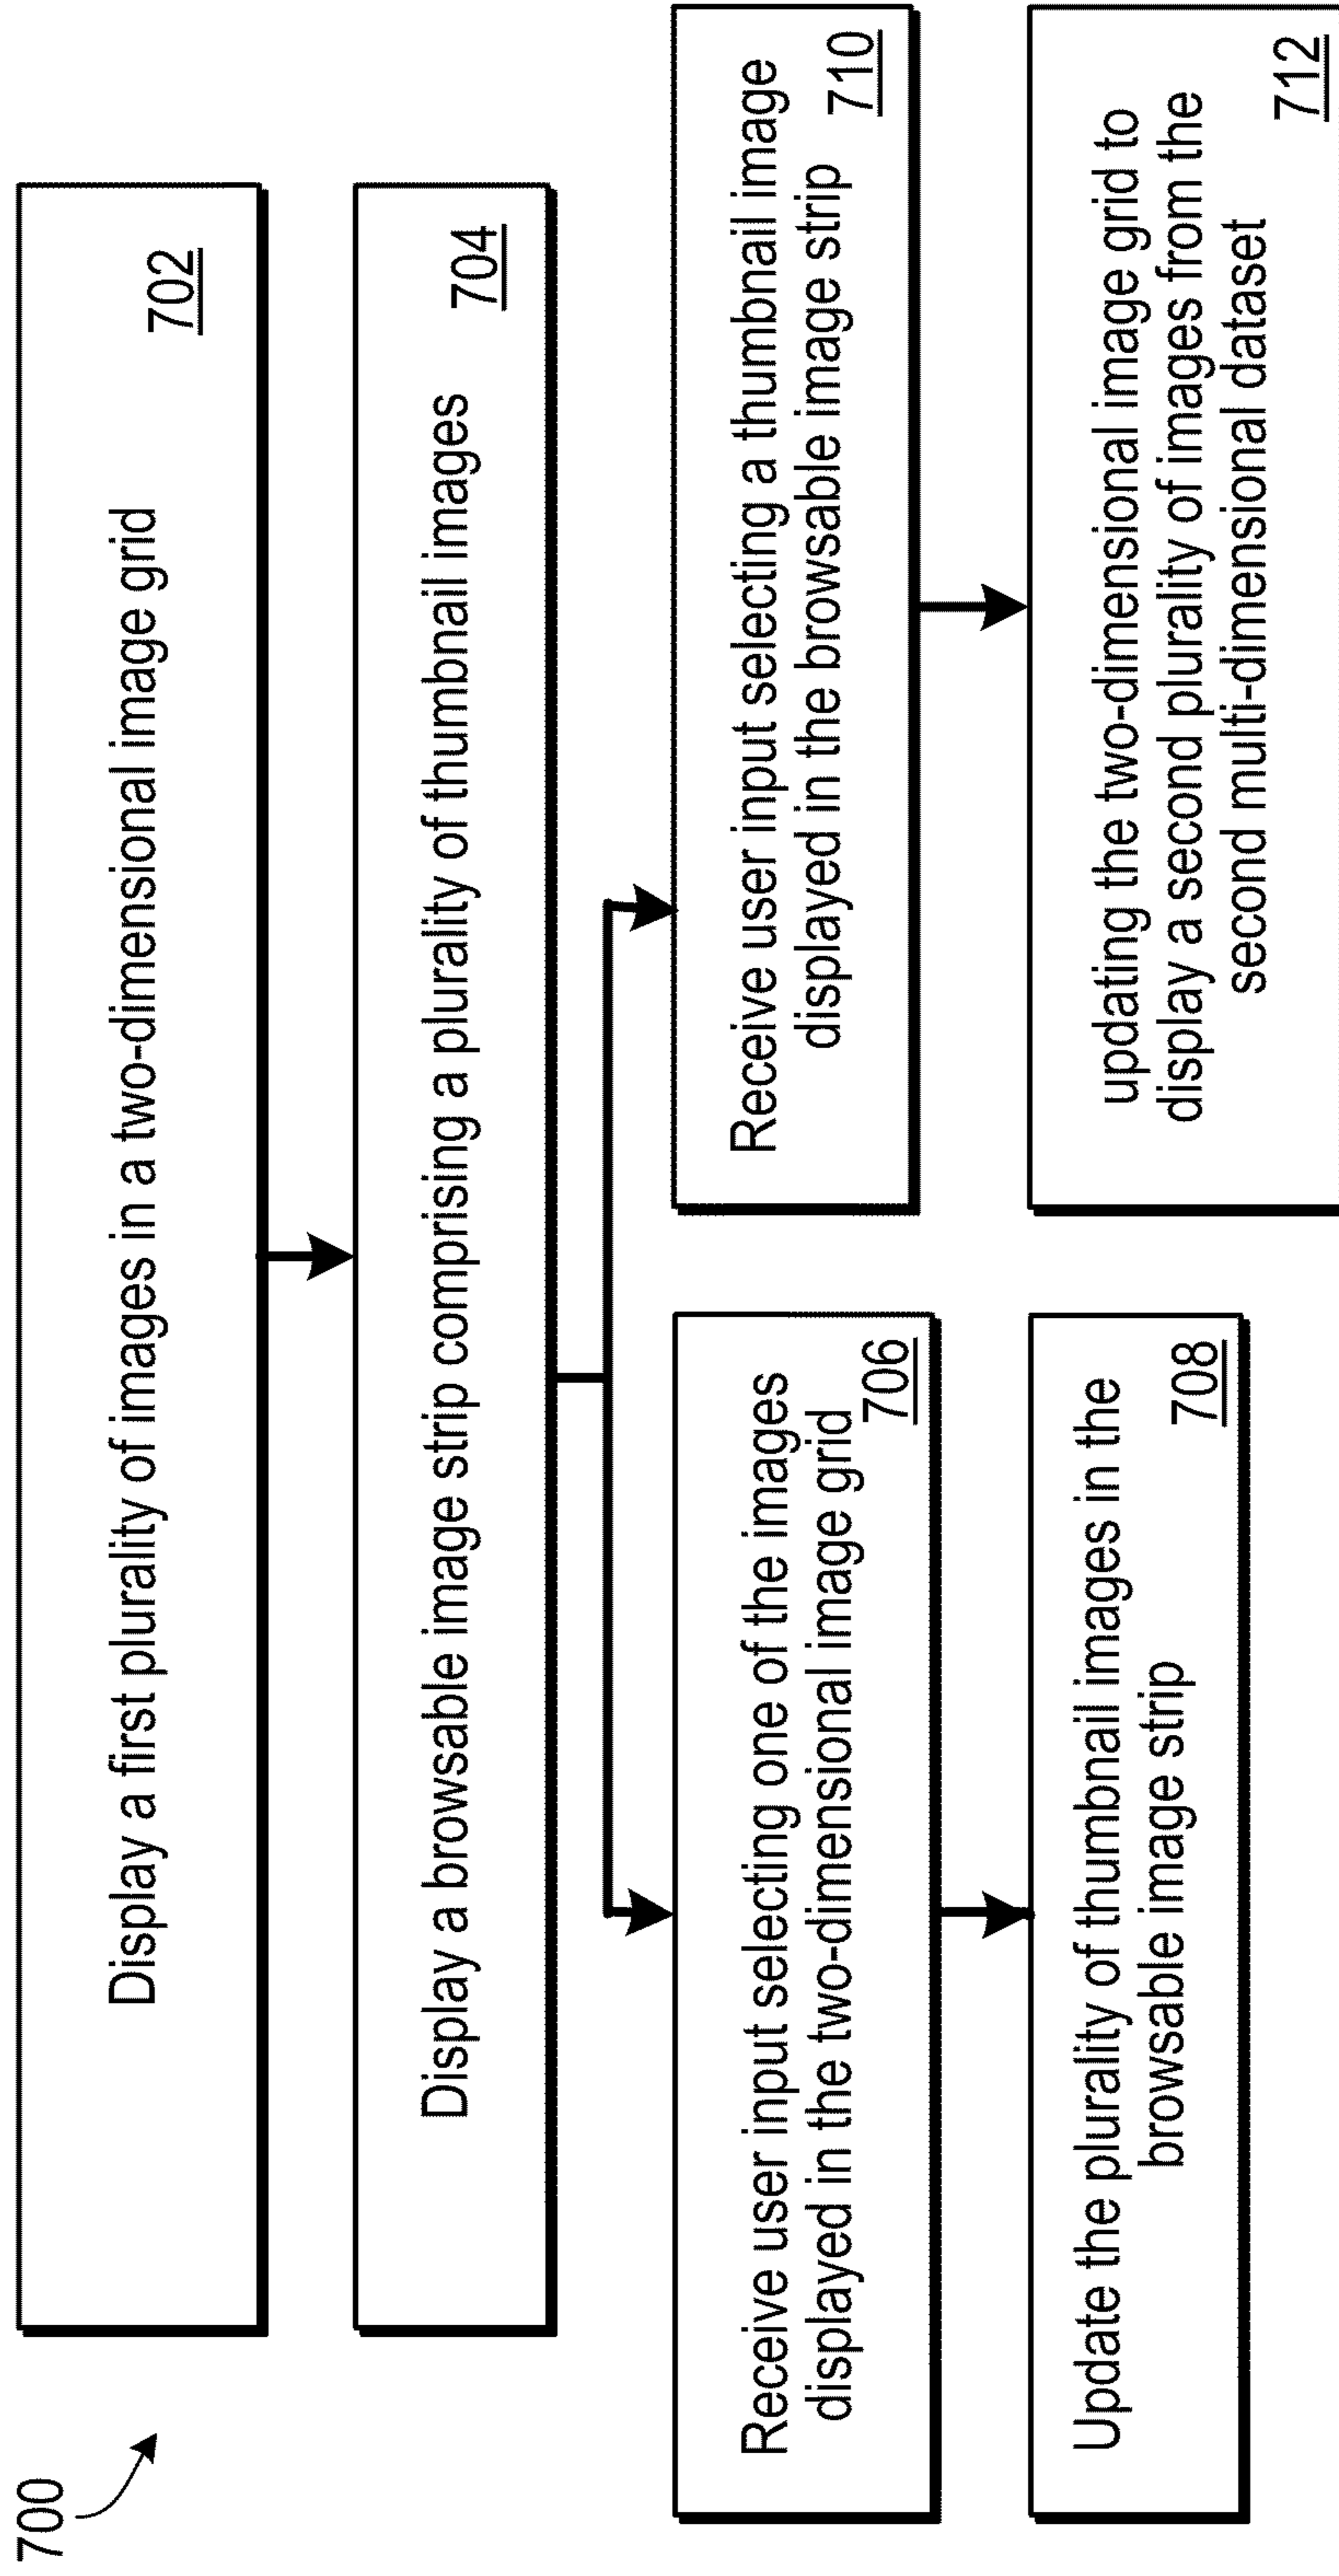 700
Display a first plurality of images in a two-dimensional image grid
702
Display a browsable image strip comprising a plurality of thumbnail images
704
Receive user input selecting one of the images
displayed in the two-dimensional image grid
706
Update the plurality of thumbnail images in the
browsable image strip
708
Receive user input selecting a thumbnail image
displayed in the browsable image strip
710
updating the two-dimensional image grid to
display a second plurality of images from the
second multi-dimensional dataset
712